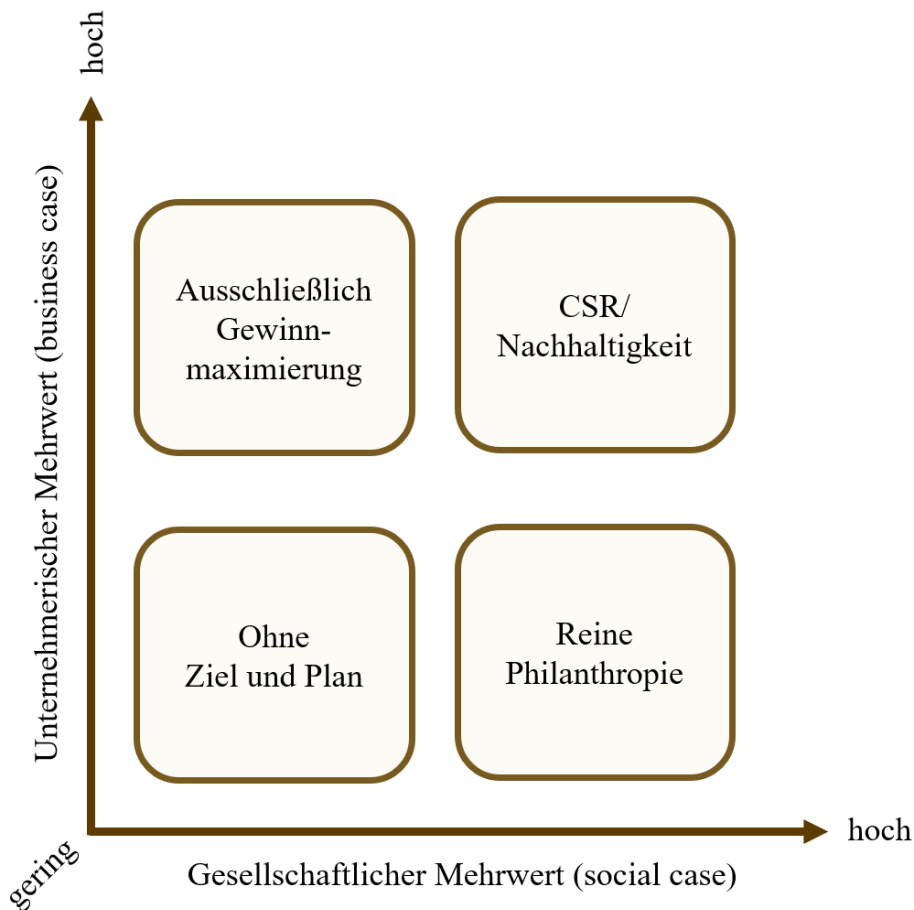 hoch
Unternehmerischer Mehrwert (business case)
Ausschließlich
Gewinn-
maximierung
CSR/
Nachhaltigkeit
Ohne
Ziel und Plan
Reine
Philanthropie
gering
Gesellschaftlicher Mehrwert (social case)
hoch